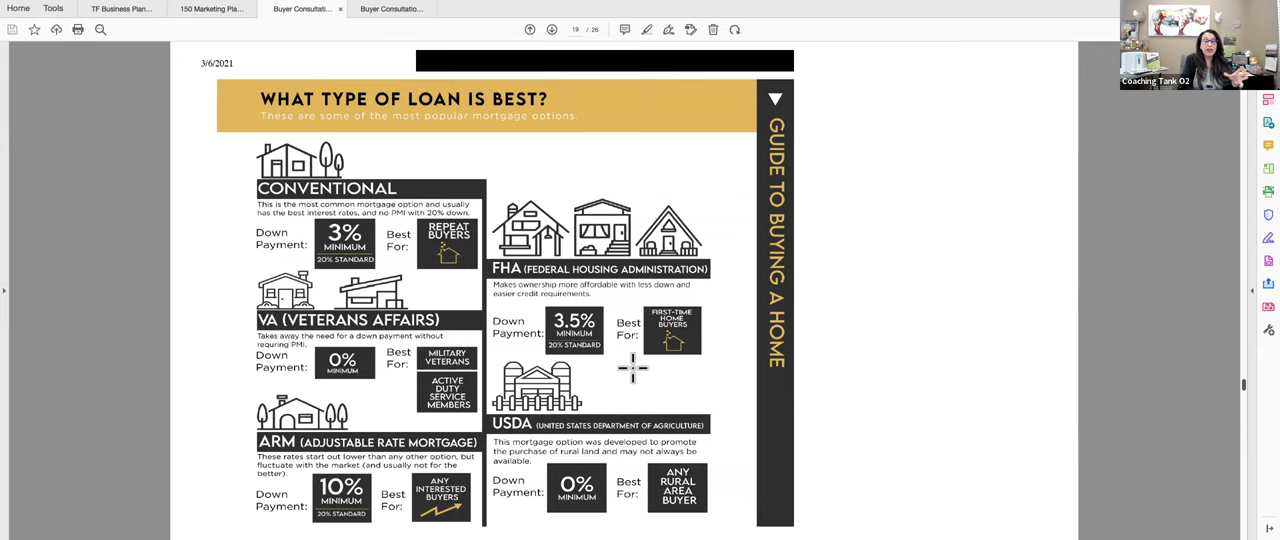 Home
Tools
TF Business Plan...
150 Marketing Pla...
Buyer Consultatio...
×
Buyer Consultatio...
19 / 26
Coaching Tank O2
3/6/2021
WHAT TYPE OF LOAN IS BEST?
These are some of the most popular mortgage options.
GUIDE TO BUYING A HOME
CONVENTIONAL
This is the most common mortgage option and usually
has the best interest rates, and no PMI with 20% down.
Down
Payment:
3%
MINIMUM
20% STANDARD
Best
For:
REPEAT
BUYERS
VA (VETERANS AFFAIRS)
Takes away the need for a down payment without
requring PMI.
Down
Payment:
0%
MINIMUM
Best
For:
MILITARY
VETERANS
ACTIVE
DUTY
SERVICE
MEMBERS
ARM (ADJUSTABLE RATE MORTGAGE)
These rates start out lower than any other option, but
fluctuate with the market (and usually not for the
better).
Down
Payment:
10%
MINIMUM
20% STANDARD
Best
For:
ANY
INTERESTED
BUYERS
FHA (FEDERAL HOUSING ADMINISTRATION)
Makes ownership more affordable with less down and
easier credit requirements.
Down
Payment:
3.5%
MINIMUM
20% STANDARD
Best
For:
FIRST-TIME
HOME
BUYERS
USDA (UNITED STATES DEPARTMENT OF AGRICULTURE)
This mortgage option was developed to promote
the purchase of rural land and may not always be
available.
Down
Payment:
0%
MINIMUM
Best
For:
ANY
RURAL
AREA
BUYER